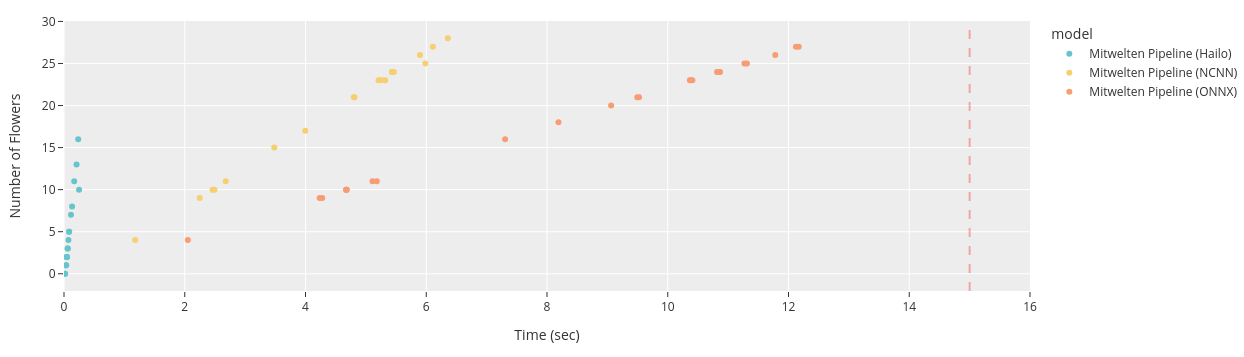 Number of Flowers
30
25
20
15
10
5
0
0 2 4 6 8 10 12 14 16
Time (sec)
model
Mitwelten Pipeline (Hailo)
Mitwelten Pipeline (NCNN)
Mitwelten Pipeline (ONNX)